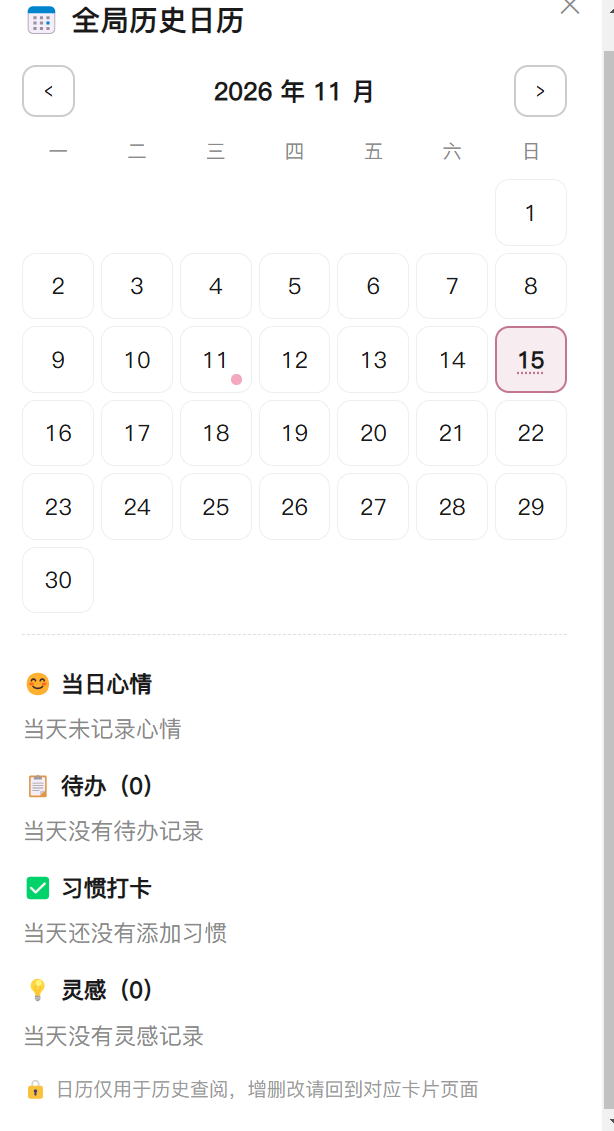 全局历史日历
< 2026 年 11 月 >
一 二 三 四 五 六 日
1
2 3 4 5 6 7 8
9 10 11 12 13 14 15
16 17 18 19 20 21 22
23 24 25 26 27 28 29
30
当日心情
当天未记录心情
待办（0）
当天没有待办记录
习惯打卡
当天还没有添加习惯
灵感（0）
当天没有灵感记录
日历仅用于历史查阅，增删改请回到对应卡片页面